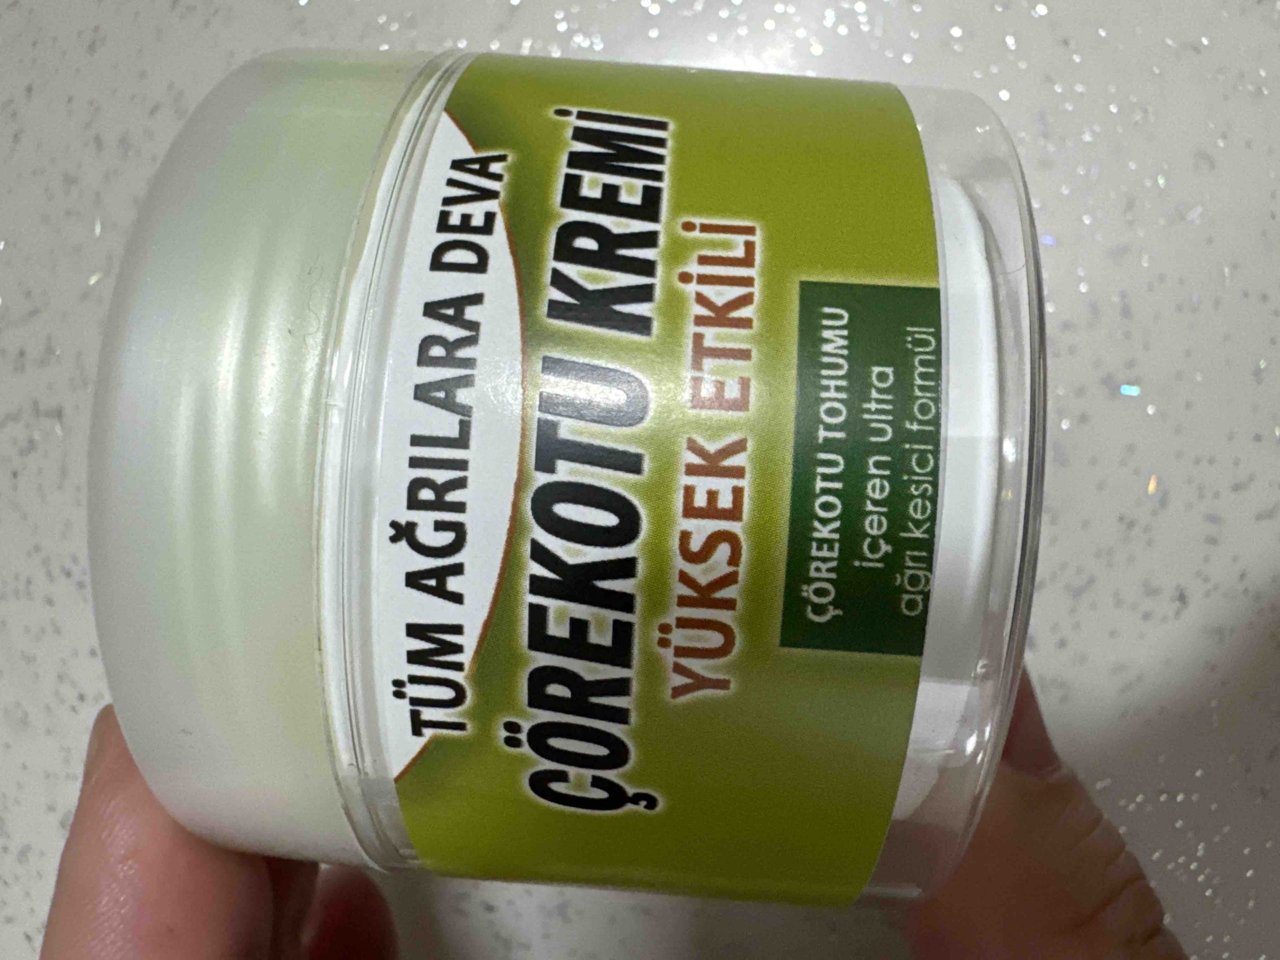 TÜM AĞRILARA DEVA
ÇÖREKOTU KREMİ
YÜKSEK ETKİLİ
ÇÖREKOTU TOHUMU
içeren ultra
ağrı kesici formül